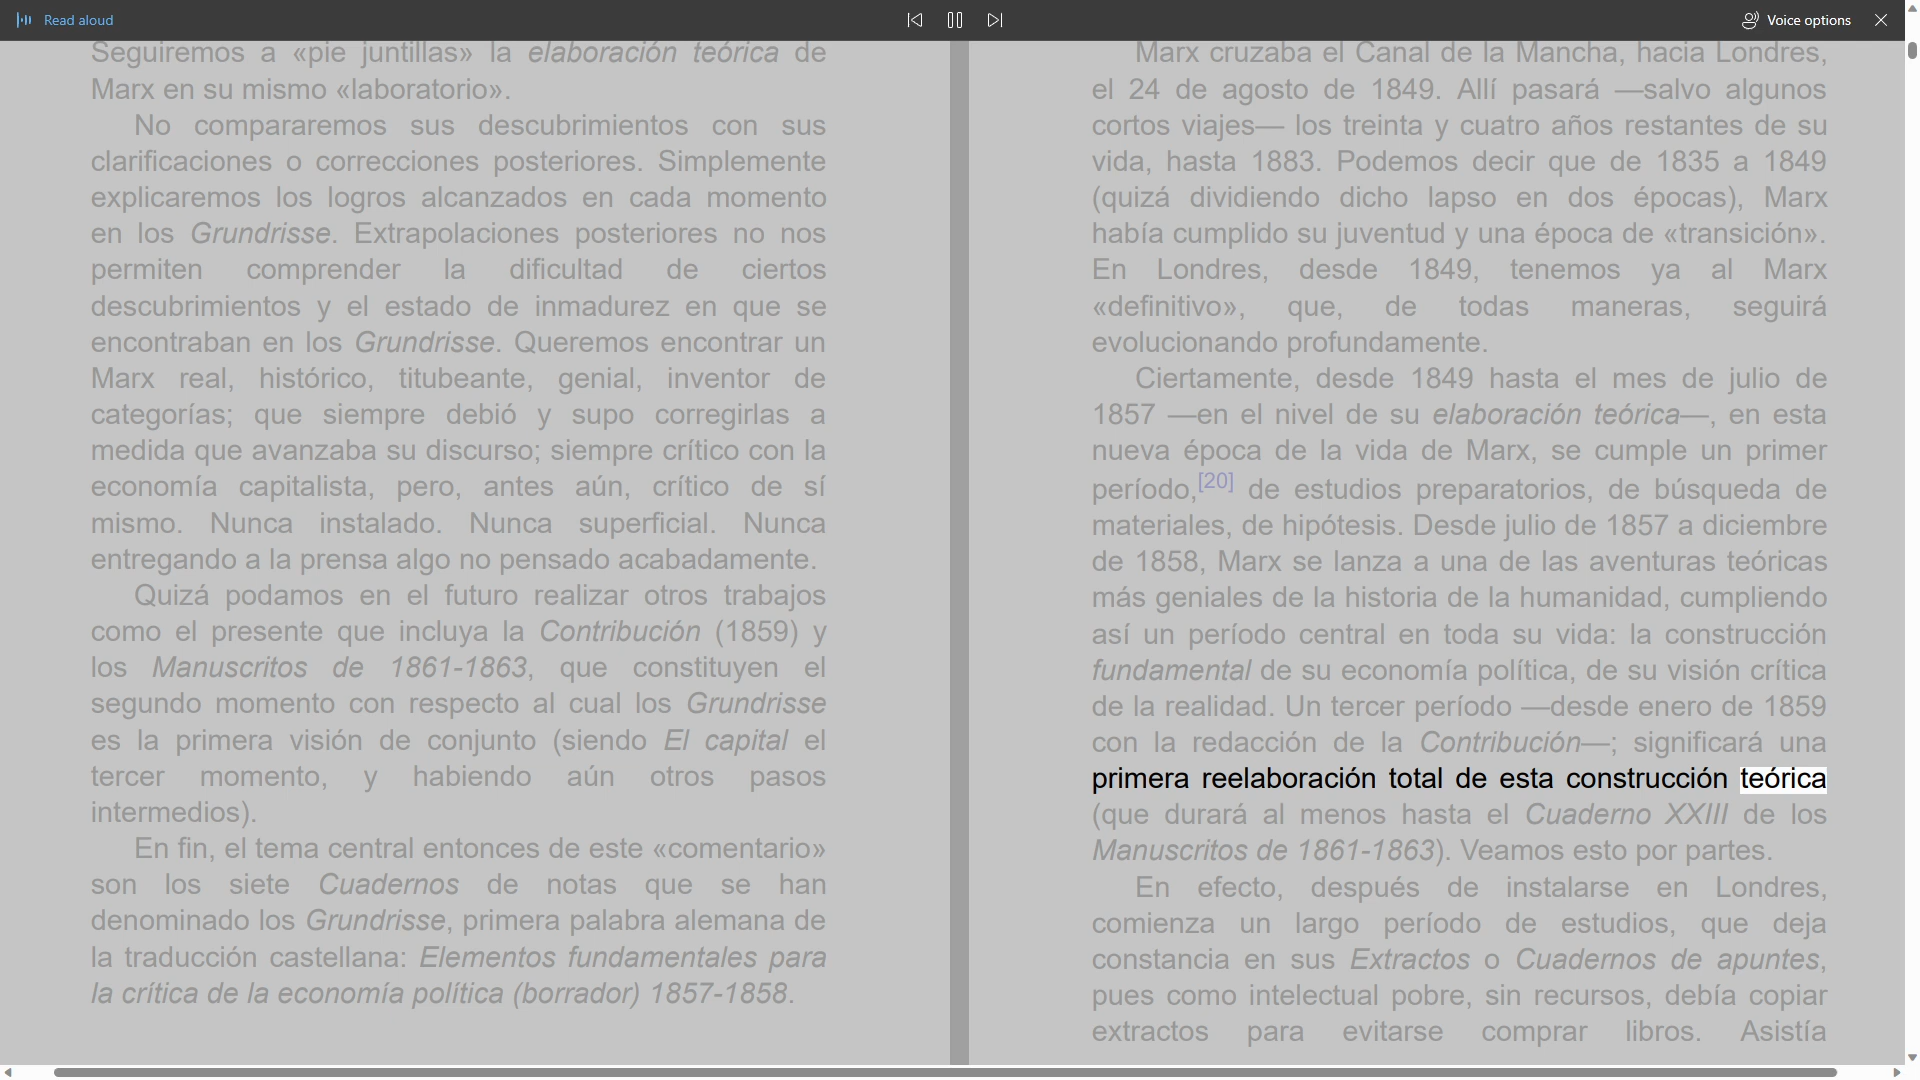 Read aloud
Voice options
Seguiremos a «pie juntillas» la elaboración teórica de
Marx en su mismo «laboratorio».
No compararemos sus descubrimientos con sus
clarificaciones o correcciones posteriores. Simplemente
explicaremos los logros alcanzados en cada momento
en los Grundrisse. Extrapolaciones posteriores no nos
permiten comprender la dificultad de ciertos
descubrimientos y el estado de inmadurez en que se
encontraban en los Grundrisse. Queremos encontrar un
Marx real, histórico, titubeante, genial, inventor de
categorías; que siempre debió y supo corregirlas a
medida que avanzaba su discurso; siempre crítico con la
economía capitalista, pero, antes aún, crítico de sí
mismo. Nunca instalado. Nunca superficial. Nunca
entregando a la prensa algo no pensado acabadamente.
Quizá podamos en el futuro realizar otros trabajos
como el presente que incluya la Contribución (1859) y
los Manuscritos de 1861-1863, que constituyen el
segundo momento con respecto al cual los Grundrisse
es la primera visión de conjunto (siendo El capital el
tercer momento, y habiendo aún otros pasos
intermedios).
En fin, el tema central entonces de este «comentario»
son los siete Cuadernos de notas que se han
denominado los Grundrisse, primera palabra alemana de
la traducción castellana: Elementos fundamentales para
la crítica de la economía política (borrador) 1857-1858.
Marx cruzaba el Canal de la Mancha, hacia Londres,
el 24 de agosto de 1849. Allí pasará —salvo algunos
cortos viajes— los treinta y cuatro años restantes de su
vida, hasta 1883. Podemos decir que de 1835 a 1849
(quizá dividiendo dicho lapso en dos épocas), Marx
había cumplido su juventud y una época de «transición».
En Londres, desde 1849, tenemos ya al Marx
«definitivo», que, de todas maneras, seguirá
evolucionando profundamente.
Ciertamente, desde 1849 hasta el mes de julio de
1857 —en el nivel de su elaboración teórica—, en esta
nueva época de la vida de Marx, se cumple un primer
período,[20] de estudios preparatorios, de búsqueda de
materiales, de hipótesis. Desde julio de 1857 a diciembre
de 1858, Marx se lanza a una de las aventuras teóricas
más geniales de la historia de la humanidad, cumpliendo
así un período central en toda su vida: la construcción
fundamental de su economía política, de su visión crítica
de la realidad. Un tercer período —desde enero de 1859
con la redacción de la Contribución—; significará una
primera reelaboración total de esta construcción teórica
(que durará al menos hasta el Cuaderno XXIII de los
Manuscritos de 1861-1863). Veamos esto por partes.
En efecto, después de instalarse en Londres,
comienza un largo período de estudios, que deja
constancia en sus Extractos o Cuadernos de apuntes,
pues como intelectual pobre, sin recursos, debía copiar
extractos para evitarse comprar libros. Asistía